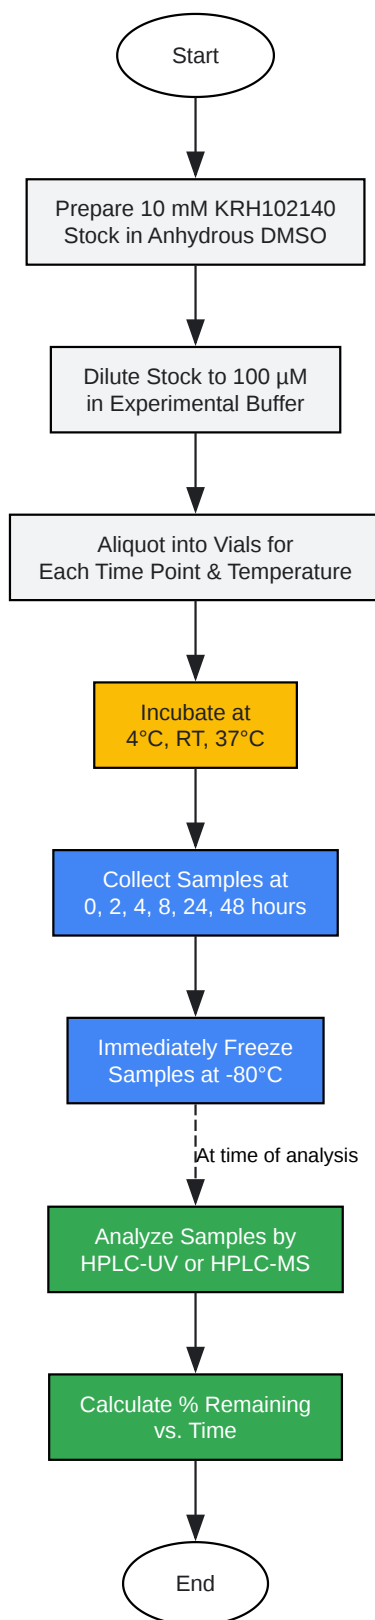 Start
Prepare 10 mM KRH102140
Stock in Anhydrous DMSO
Dilute Stock to 100 µM
in Experimental Buffer
Aliquot into Vials for
Each Time Point & Temperature
Incubate at
4°C, RT, 37°C
Collect Samples at
0, 2, 4, 8, 24, 48 hours
Immediately Freeze
Samples at -80°C
At time of analysis
Analyze Samples by
HPLC-UV or HPLC-MS
Calculate % Remaining
vs. Time
End